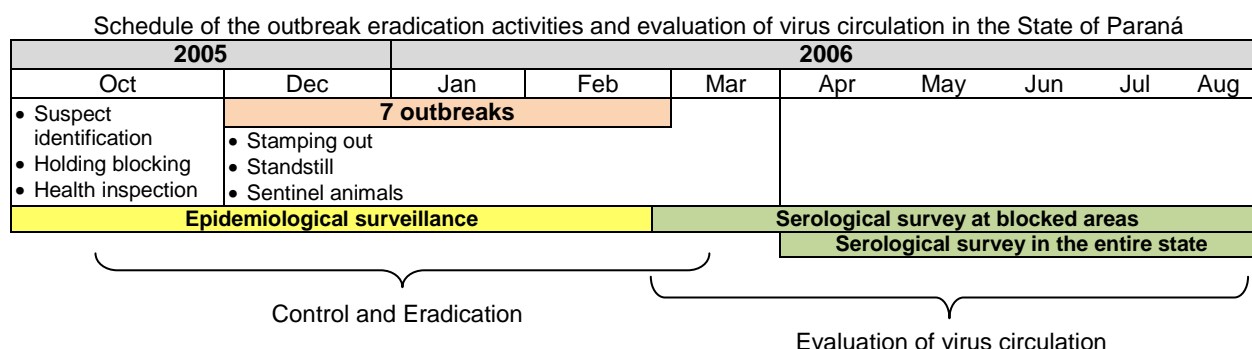 Schedule of the outbreak eradication activities and evaluation of virus circulation in the State of Paraná
2005 2006
Oct Dec Jan Feb Mar Apr May Jun Jul Aug
• Suspect identification
• Holding blocking
• Health inspection
7 outbreaks
• Stamping out
• Standstill
• Sentinel animals
Epidemiological surveillance Serological survey at blocked areas
Serological survey in the entire state
Control and Eradication
Evaluation of virus circulation